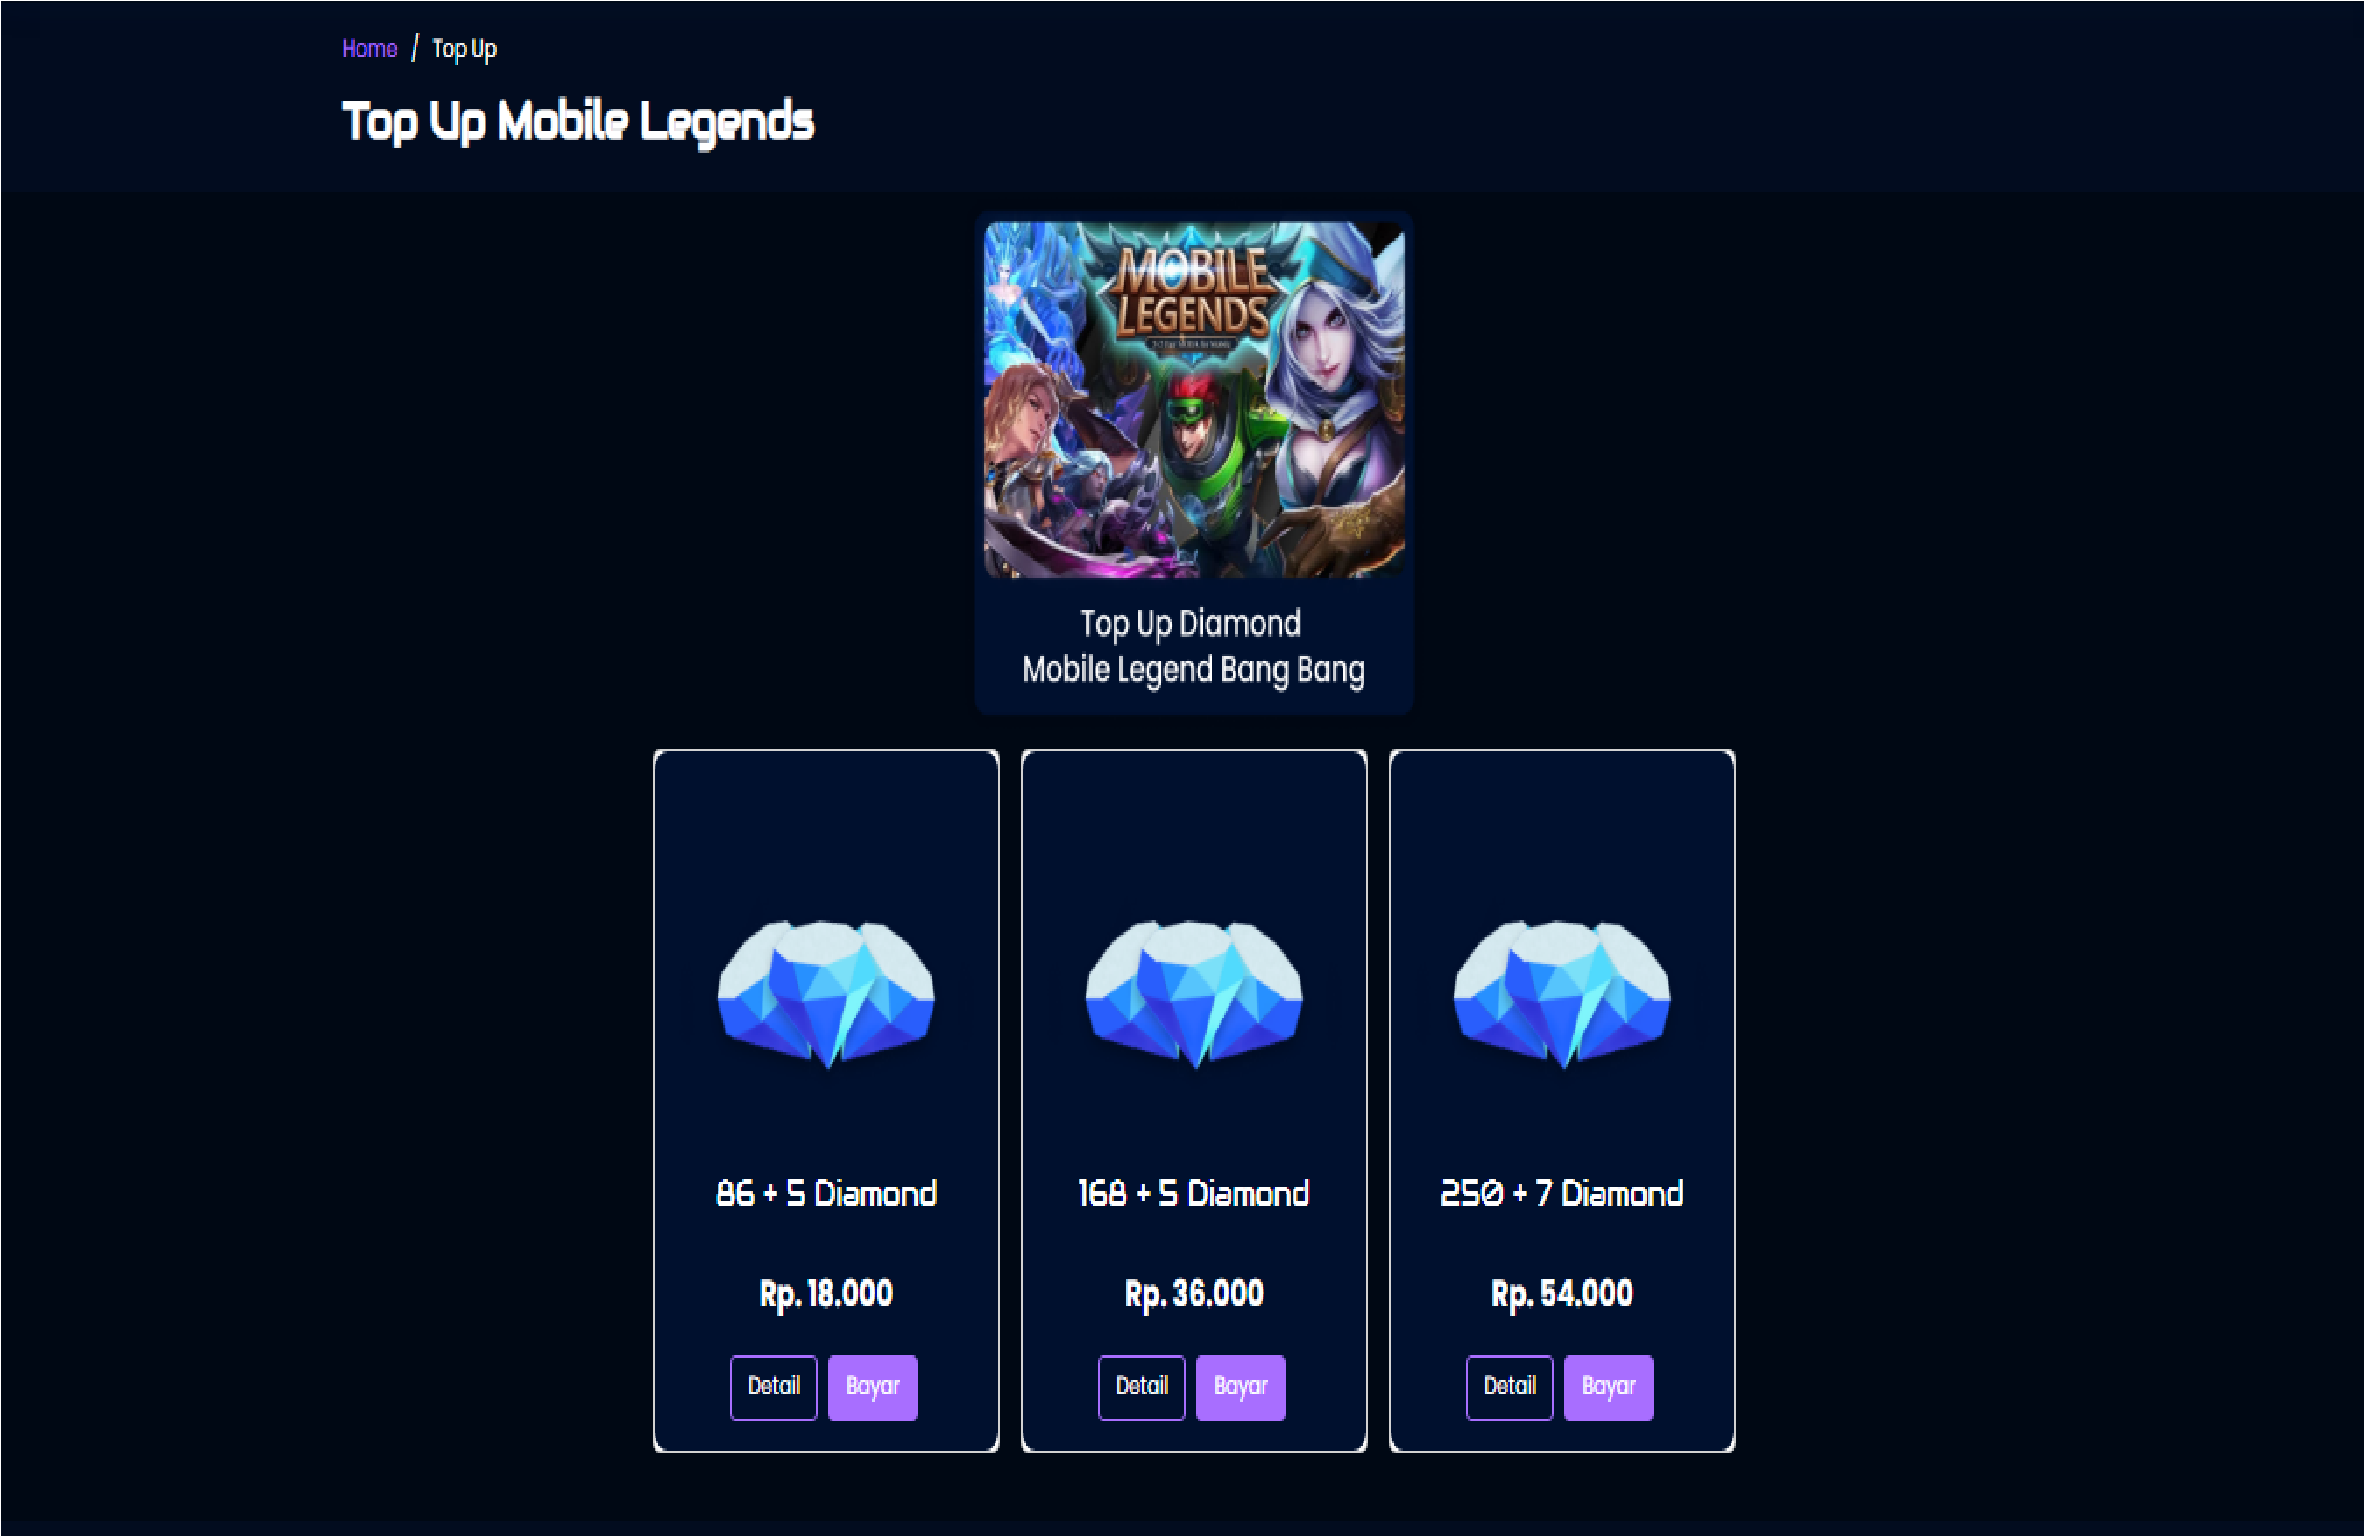 Home / Top Up
Top Up Mobile Legends
MOBILE
LEGENDS
Top Up Diamond
Mobile Legend Bang Bang
86 + 5 Diamond
Rp. 18.000
Detail Bayar
168 + 5 Diamond
Rp. 36.000
Detail Bayar
250 + 7 Diamond
Rp. 54.000
Detail Bayar